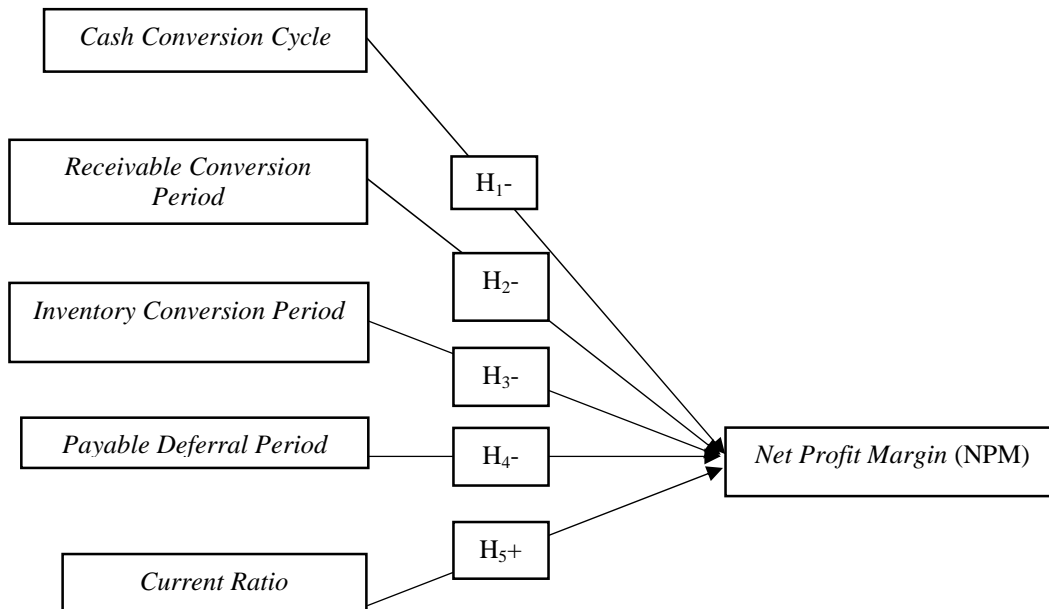 Cash Conversion Cycle
Receivable Conversion
Period
H₁-
H₂-
Inventory Conversion Period
H₃-
Payable Deferral Period
H₄-
Net Profit Margin (NPM)
H₅+
Current Ratio